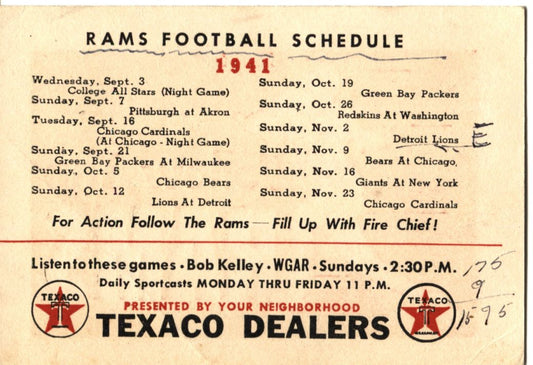 RAMS FOOTBALL SCHEDULE
1941
Wednesday, Sept. 3
College All Stars (Night Game)
Sunday, Sept. 7
Pittsburgh at Akron
Tuesday, Sept. 16
Chicago Cardinals
(At Chicago - Night Game)
Sunday, Sept. 21
Green Bay Packers At Milwaukee
Sunday, Oct. 5
Chicago Bears
Sunday, Oct. 12
Lions At Detroit
Sunday, Oct. 19
Green Bay Packers
Sunday, Oct. 26
Redskins At Washington
Sunday, Nov. 2
Detroit Lions E
Sunday, Nov. 9
Bears At Chicago,
Sunday, Nov. 16
Giants At New York
Sunday, Nov. 23
Chicago Cardinals
For Action Follow The Rams — Fill Up With Fire Chief!
Listen to these games • Bob Kelley • WGAR • Sundays • 2:30 P.M.
Daily Sportcasts MONDAY THRU FRIDAY 11 P.M.
PRESENTED BY YOUR NEIGHBORHOOD
TEXACO DEALERS
TEXACO
T
TEXACO
T
175
9
1575